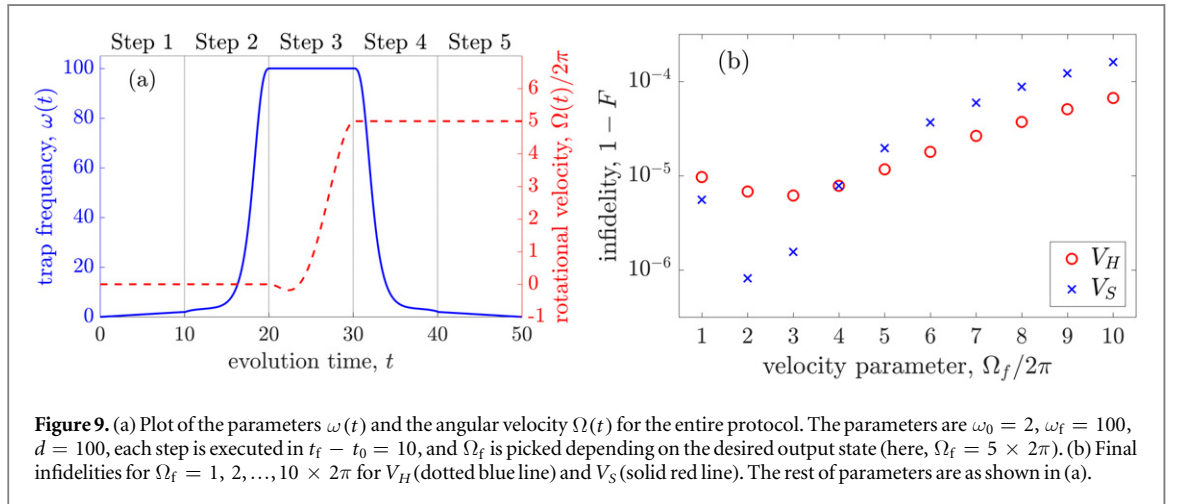 Step 1 Step 2 Step 3 Step 4 Step 5
(a)
trap frequency, ω(t)
100
80
60
40
20
0
0 10 20 30 40 50
evolution time, t
6
5
4
3
2
1
0
-1
rotational velocity, Ω(t)/2π
(b)
infidelity, 1 − F
10⁻⁴
10⁻⁵
10⁻⁶
V_H
V_S
1 2 3 4 5 6 7 8 9 10
velocity parameter, Ω_f/2π
Figure 9. (a) Plot of the parameters ω(t) and the angular velocity Ω(t) for the entire protocol. The parameters are ω₀ = 2, ω_f = 100,
d = 100, each step is executed in t_f − t₀ = 10, and Ω_f is picked depending on the desired output state (here, Ω_f = 5 × 2π). (b) Final
infidelities for Ω_f = 1, 2,…,10 × 2π for V_H (dotted blue line) and V_S (solid red line). The rest of parameters are as shown in (a).